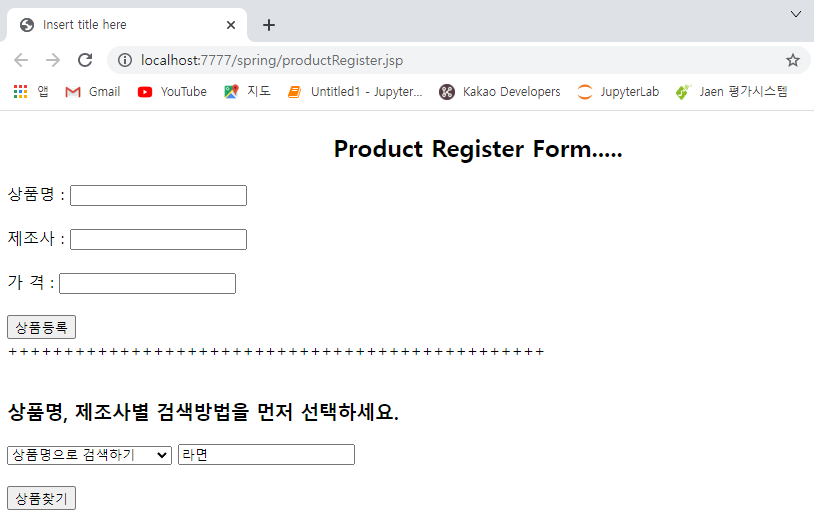 Insert title here
localhost:7777/spring/productRegister.jsp
앱 Gmail YouTube 지도 Untitled1 - Jupyter... Kakao Developers JupyterLab Jaen 평가시스템
Product Register Form.....
상품명 :
제조사 :
가 격 :
상품등록
++++++++++++++++++++++++++++++++++++++++++++++++
상품명, 제조사별 검색방법을 먼저 선택하세요.
상품명으로 검색하기 라면
상품찾기